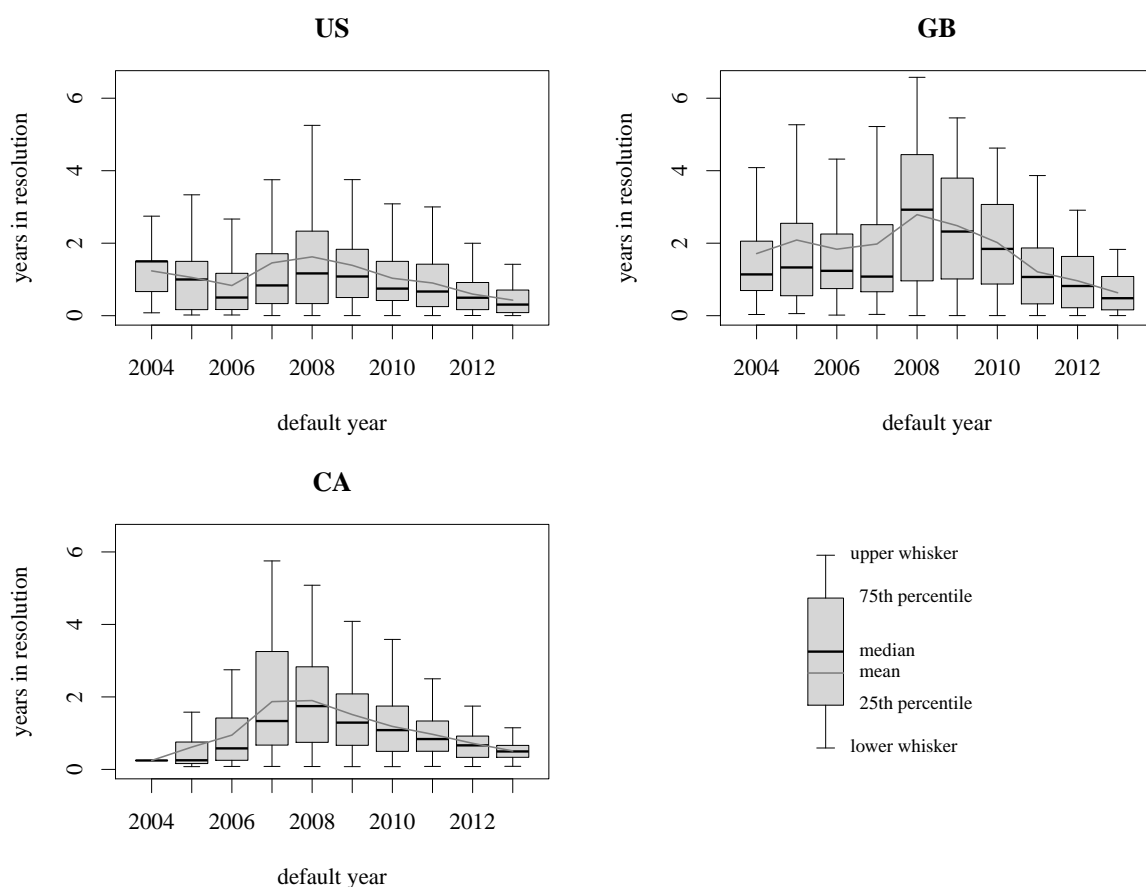 US
years in resolution
0 2 4 6
2004 2006 2008 2010 2012
default year
GB
years in resolution
0 2 4 6
2004 2006 2008 2010 2012
default year
CA
years in resolution
0 2 4 6
2004 2006 2008 2010 2012
default year
upper whisker
75th percentile
median
mean
25th percentile
lower whisker